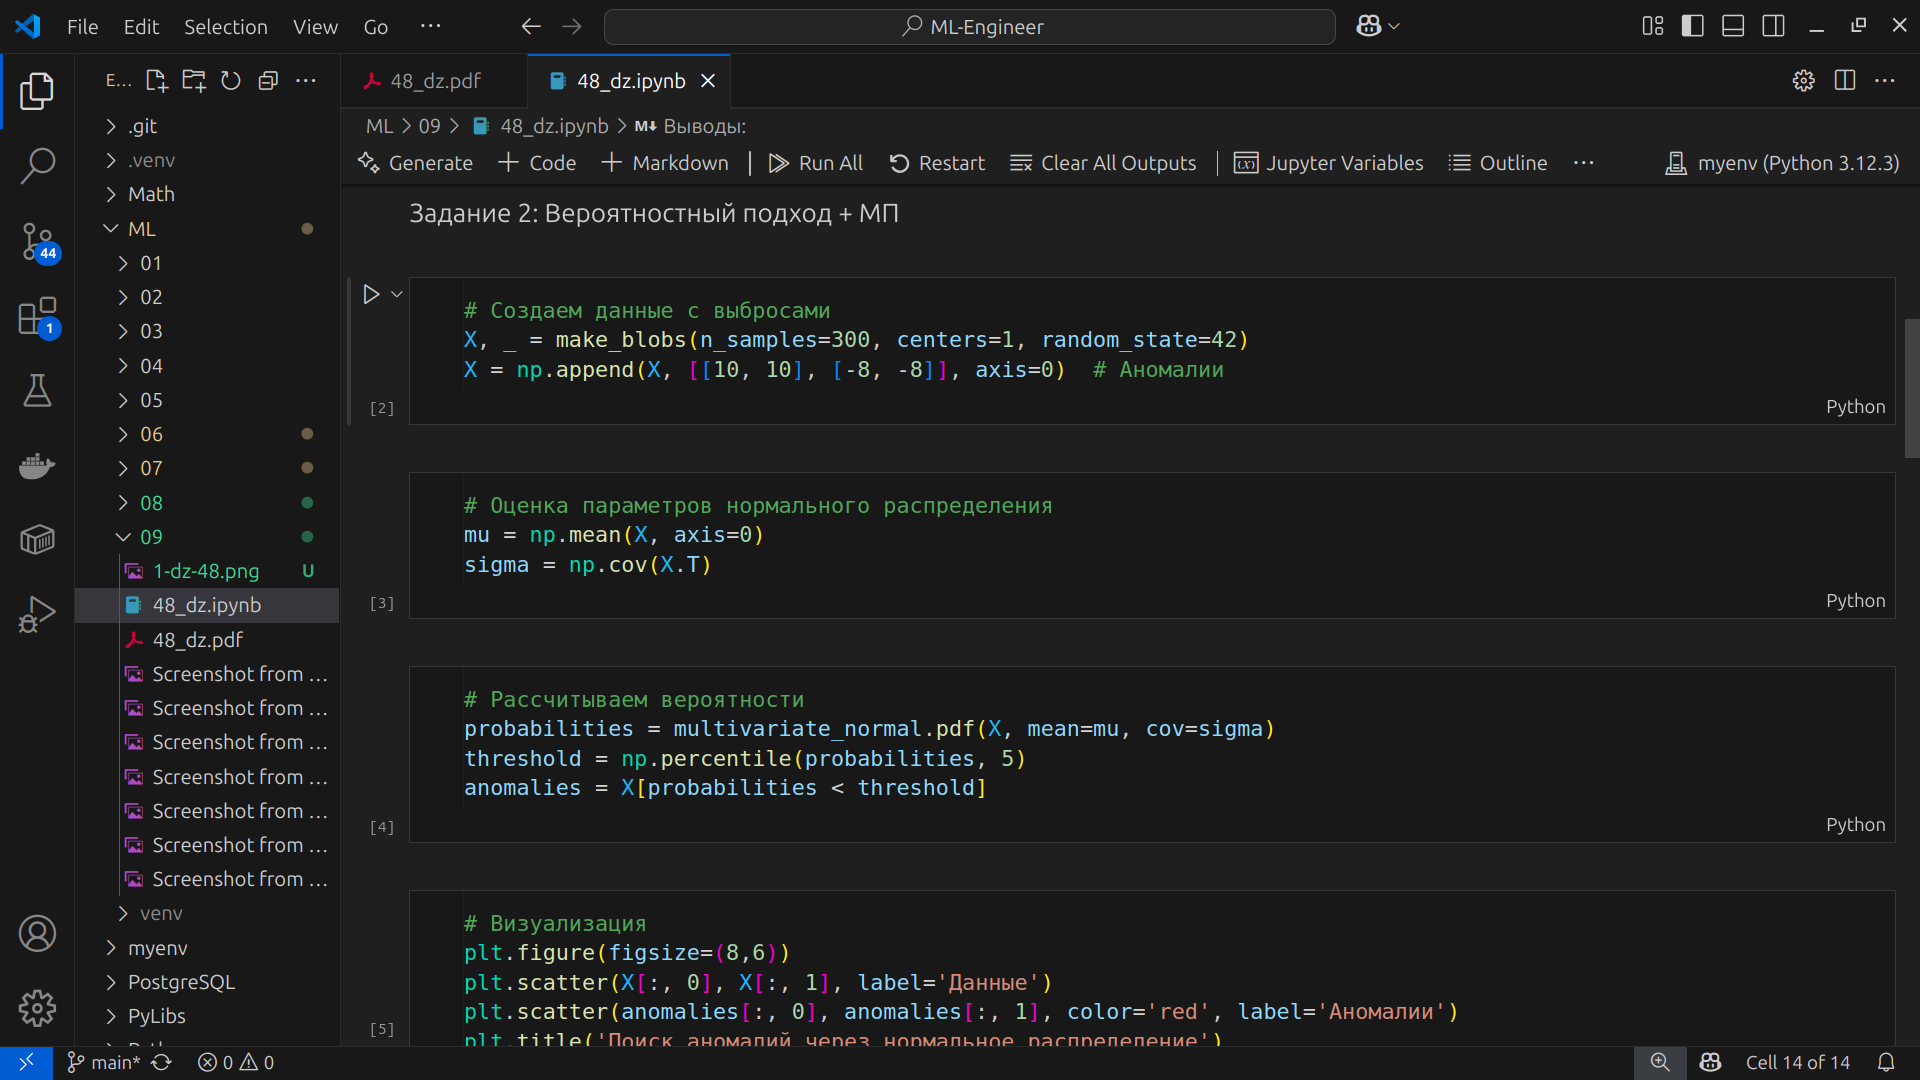 File Edit Selection View Go ···
ML-Engineer
E...
48_dz.pdf
48_dz.ipynb
ML > 09 > 48_dz.ipynb > M↓ Выводы:
Generate + Code + Markdown | Run All Restart Clear All Outputs | Jupyter Variables Outline ··· myenv (Python 3.12.3)
.git
.venv
Math
ML
01
02
03
04
05
06
07
08
09
1-dz-48.png U
48_dz.ipynb
48_dz.pdf
Screenshot from ...
Screenshot from ...
Screenshot from ...
Screenshot from ...
Screenshot from ...
Screenshot from ...
Screenshot from ...
venv
myenv
PostgreSQL
PyLibs
44
1
Задание 2: Вероятностный подход + МП
# Создаем данные с выбросами
X, _ = make_blobs(n_samples=300, centers=1, random_state=42)
X = np.append(X, [[10, 10], [-8, -8]], axis=0)  # Аномалии
[2]
Python
# Оценка параметров нормального распределения
mu = np.mean(X, axis=0)
sigma = np.cov(X.T)
[3]
Python
# Рассчитываем вероятности
probabilities = multivariate_normal.pdf(X, mean=mu, cov=sigma)
threshold = np.percentile(probabilities, 5)
anomalies = X[probabilities < threshold]
[4]
Python
# Визуализация
plt.figure(figsize=(8,6))
plt.scatter(X[:, 0], X[:, 1], label='Данные')
plt.scatter(anomalies[:, 0], anomalies[:, 1], color='red', label='Аномалии')
plt.title('Поиск аномалий через нормальное распределение')
[5]
main* 0 0
Cell 14 of 14